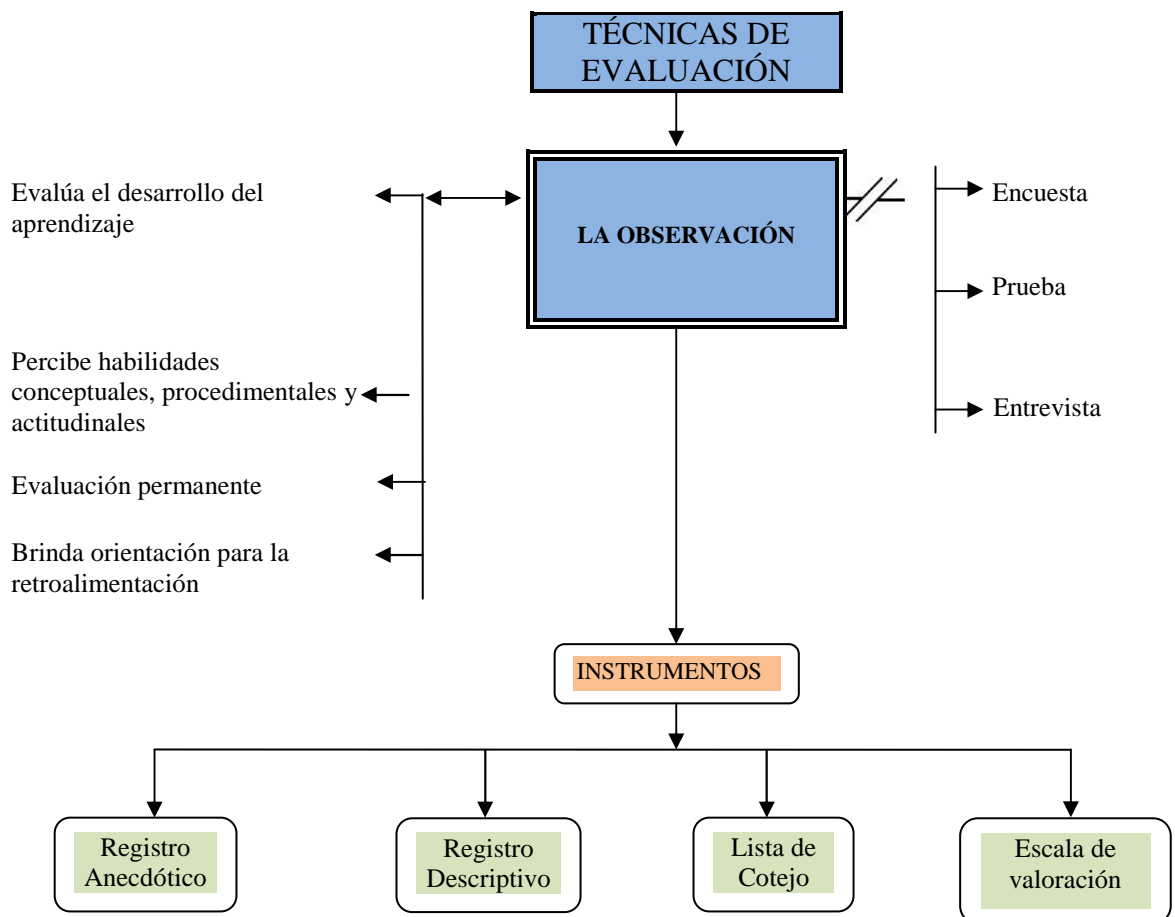 TÉCNICAS DE
EVALUACIÓN
LA OBSERVACIÓN
Evalúa el desarrollo del
aprendizaje
Percibe habilidades
conceptuales, procedimentales y
actitudinales
Evaluación permanente
Brinda orientación para la
retroalimentación
Encuesta
Prueba
Entrevista
INSTRUMENTOS
Registro
Anecdótico
Registro
Descriptivo
Lista de
Cotejo
Escala de
valoración